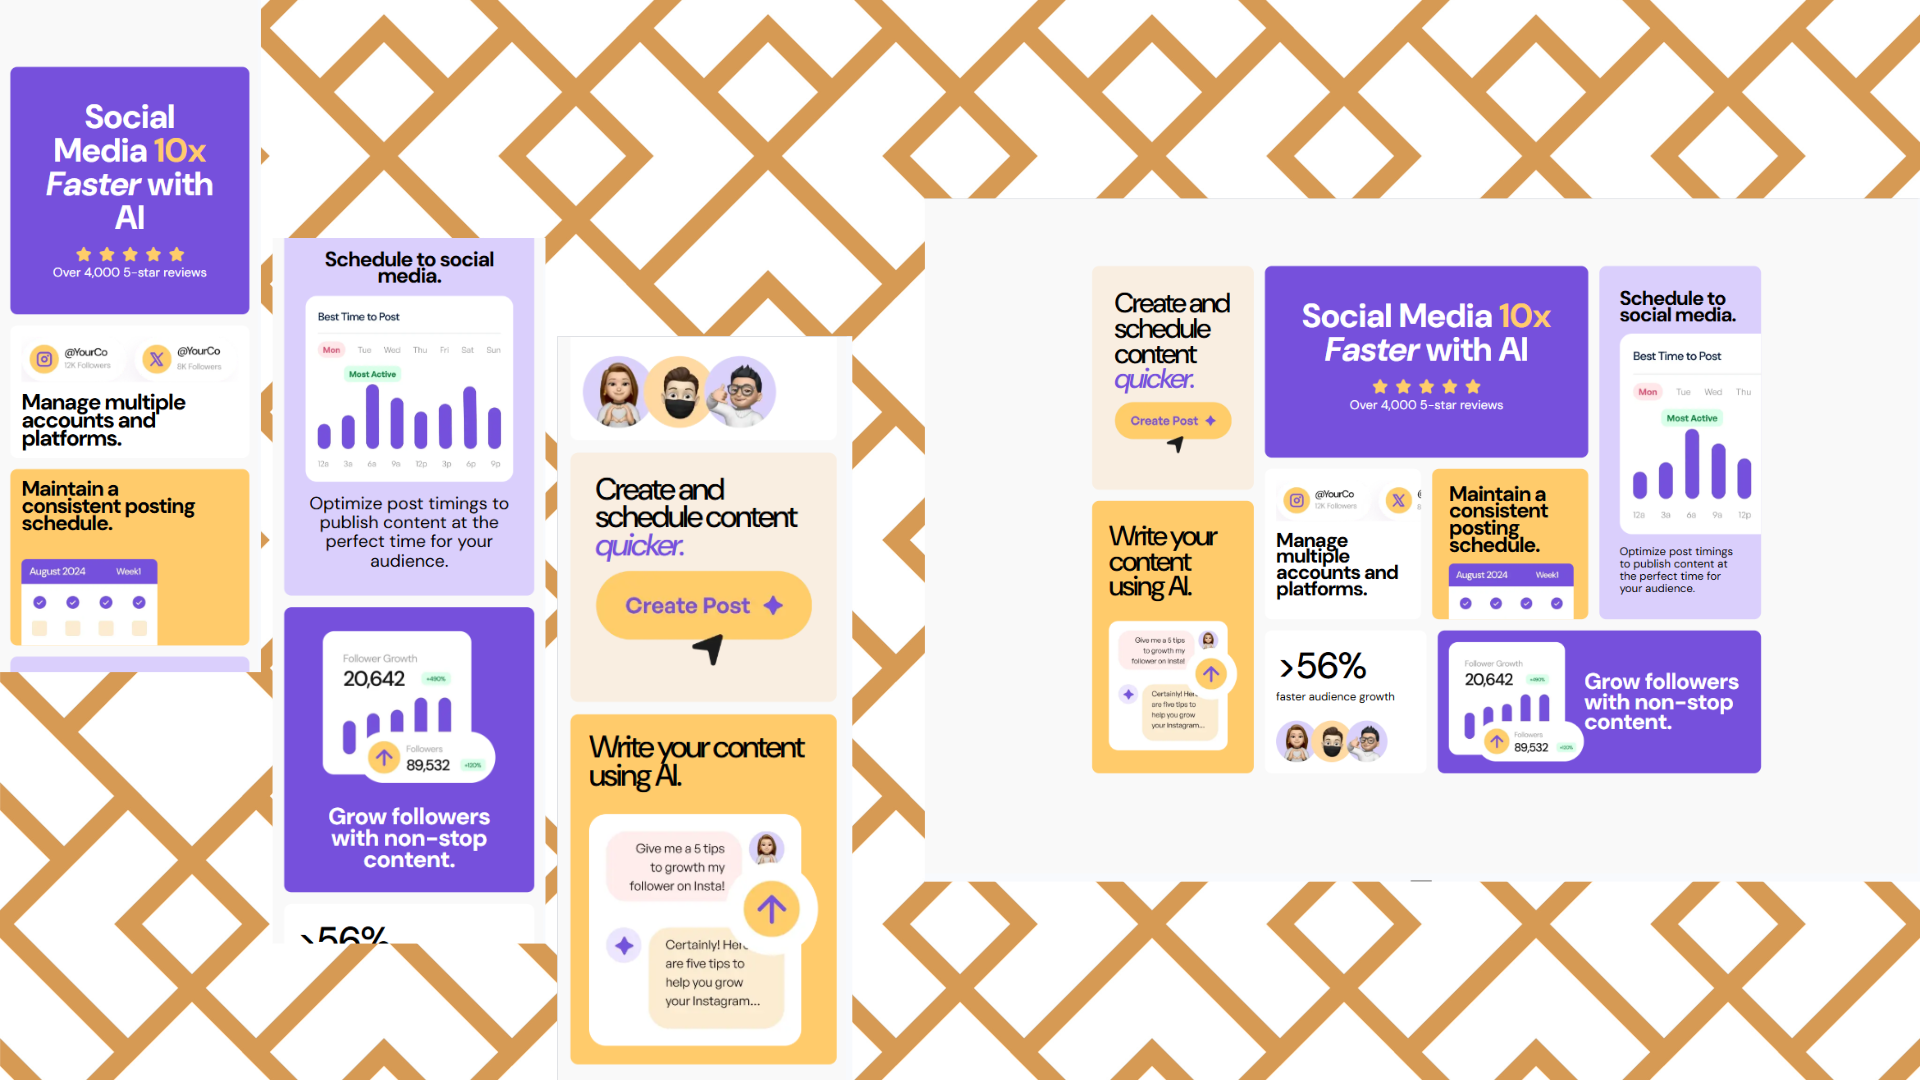 Social
Media 10x
Faster with
AI
Over 4,000 5-star reviews
@YourCo
12K Followers
@YourCo
8K Followers
Manage multiple
accounts and
platforms.
Maintain a
consistent posting
schedule.
August 2024 Week1
Schedule to social
media.
Best Time to Post
Mon Tue Wed Thu Fri Sat Sun
Most Active
12a 3a 6a 9a 12p 3p 6p 9p
Optimize post timings to
publish content at the
perfect time for your
audience.
Follower Growth
20,642 +490%
Followers
89,532 +120%
Grow followers
with non-stop
content.
>56%
Create and
schedule content
quicker.
Create Post
Write your content
using AI.
Give me a 5 tips
to growth my
follower on Insta!
Certainly! Here
are five tips to
help you grow
your Instagram...
Create and
schedule
content
quicker.
Create Post
Write your
content
using AI.
Give me a 5 tips
to growth my
follower on Insta!
Certainly! Here
are five tips to
help you grow
your Instagram...
Social Media 10x
Faster with AI
Over 4,000 5-star reviews
@YourCo
12K Followers
Manage
multiple
accounts and
platforms.
Maintain a
consistent
posting
schedule.
August 2024 Week1
>56%
faster audience growth
Schedule to
social media.
Best Time to Post
Mon Tue Wed Thu
Most Active
12a 3a 6a 9a 12p
Optimize post timings
to publish content at
the perfect time for
your audience.
Follower Growth
20,642 +490%
Followers
89,532 +120%
Grow followers
with non-stop
content.